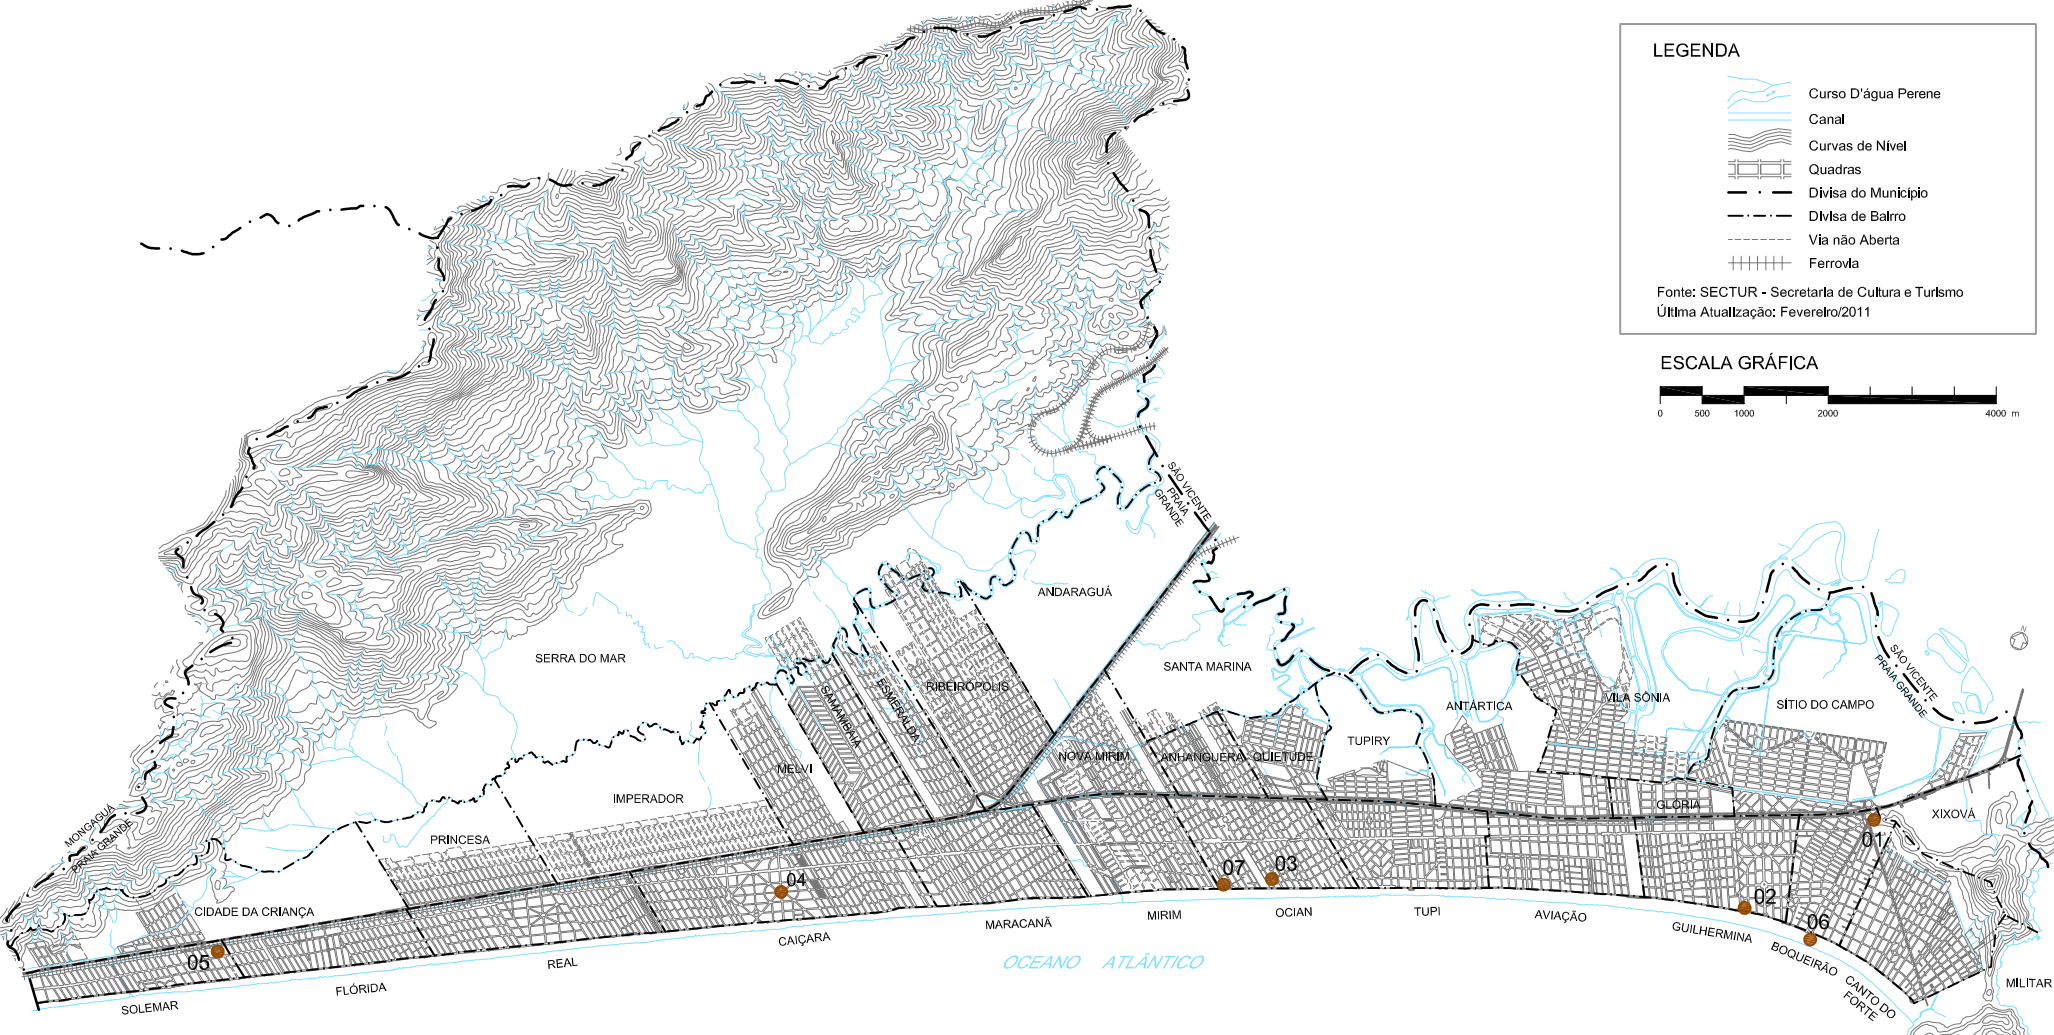 LEGENDA
Curso D'água Perene
Canal
Curvas de Nível
Quadras
Divisa do Município
Divisa de Bairro
Via não Aberta
Ferrovia
Fonte: SECTUR - Secretaria de Cultura e Turismo
Última Atualização: Fevereiro/2011
ESCALA GRÁFICA
0 500 1000 2000 4000 m
SÃO VICENTE
PRAIA
GRANDE
ANDARAGUÁ
SERRA DO MAR
SANTA MARINA
RIBEIRÓPOLIS
ESMERALDA
SAMAMBAIA
MELVI
IMPERADOR
PRINCESA
CIDADE DA CRIANÇA
MONGAGUÁ
PRAIA GRANDE
NOVA MIRIM
ANHANGUERA
QUIETUDE
TUPIRY
ANTÁRTICA
VILA SÔNIA
SÍTIO DO CAMPO
SÃO VICENTE
PRAIA GRANDE
GLÓRIA
XIXOVÁ
01
07
03
04
02
06
05
SOLEMAR
FLÓRIDA
REAL
CAIÇARA
MARACANÃ
MIRIM
OCIAN
TUPI
AVIAÇÃO
GUILHERMINA
BOQUEIRÃO
CANTO DO
FORTE
MILITAR
OCEANO ATLÂNTICO